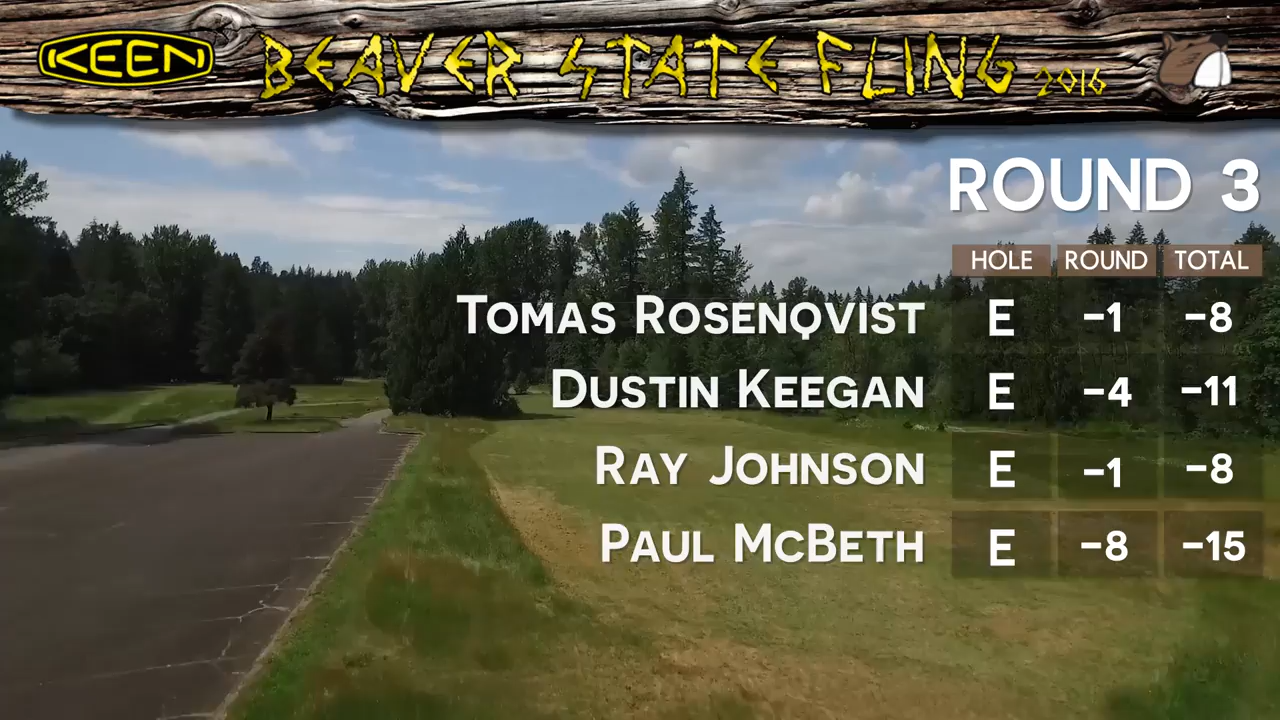 KEEN BEAVER STATE FLING 2016
ROUND 3
HOLE ROUND TOTAL
TOMAS ROSENQVIST E -1 -8
DUSTIN KEEGAN E -4 -11
RAY JOHNSON E -1 -8
PAUL MCBETH E -8 -15